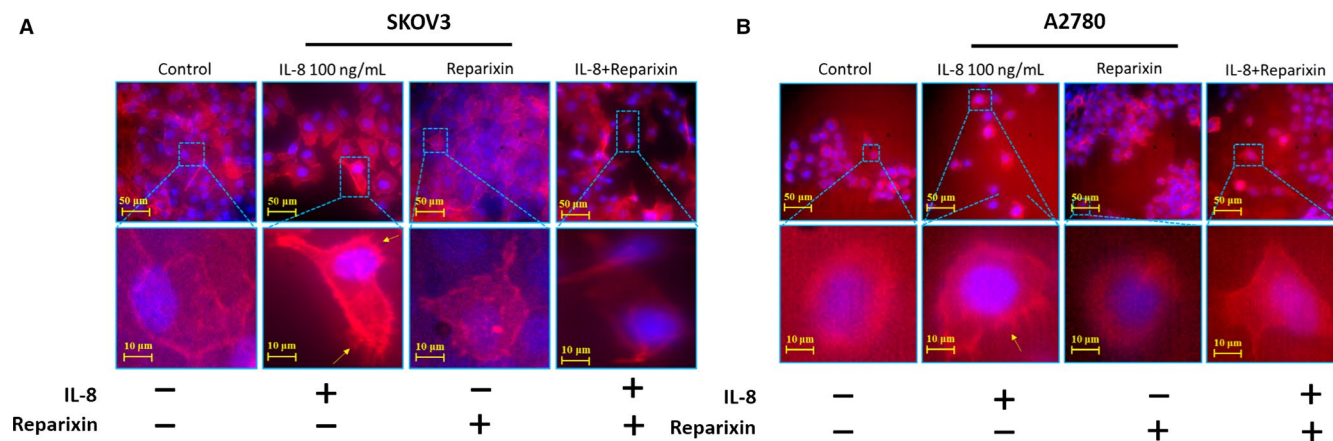 A
SKOV3
Control IL-8 100 ng/mL Reparixin IL-8+Reparixin
50 µm 50 µm 50 µm 50 µm
10 µm 10 µm 10 µm 10 µm
IL-8 − + − +
Reparixin − − + +
B
A2780
Control IL-8 100 ng/mL Reparixin IL-8+Reparixin
50 µm 50 µm 50 µm 50 µm
10 µm 10 µm 10 µm 10 µm
IL-8 − + − +
Reparixin − − + +